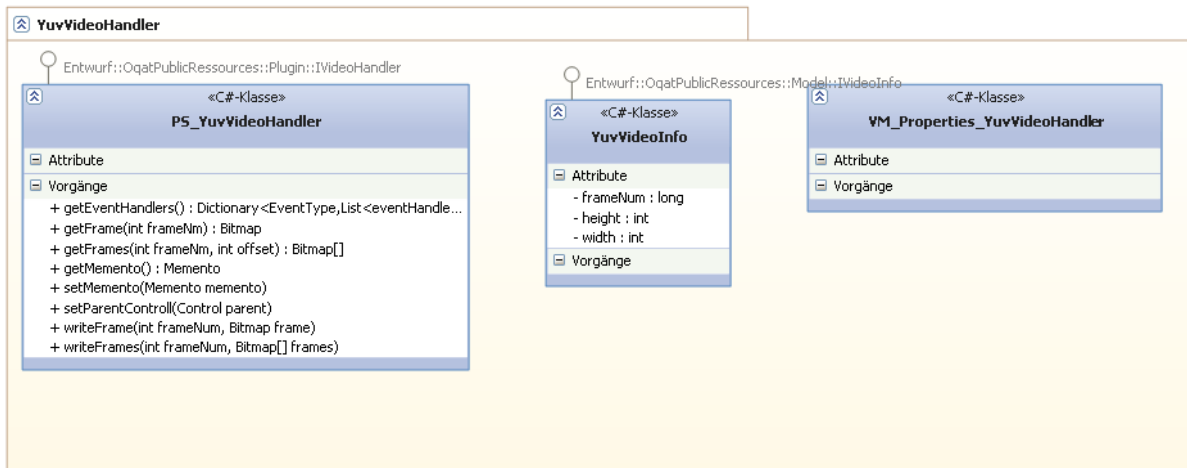 YuvVideoHandler
Entwurf::OqatPublicRessources::Plugin::IVideoHandler
«C#-Klasse»
PS_YuvVideoHandler
Attribute
Vorgänge
+ getEventHandlers() : Dictionary<EventType,List<eventHandle...
+ getFrame(int frameNm) : Bitmap
+ getFrames(int frameNm, int offset) : Bitmap[]
+ getMemento() : Memento
+ setMemento(Memento memento)
+ setParentControll(Control parent)
+ writeFrame(int frameNum, Bitmap frame)
+ writeFrames(int frameNum, Bitmap[] frames)
Entwurf::OqatPublicRessources::Model::IVideoInfo
«C#-Klasse»
YuvVideoInfo
Attribute
- frameNum : long
- height : int
- width : int
Vorgänge
«C#-Klasse»
VM_Properties_YuvVideoHandler
Attribute
Vorgänge